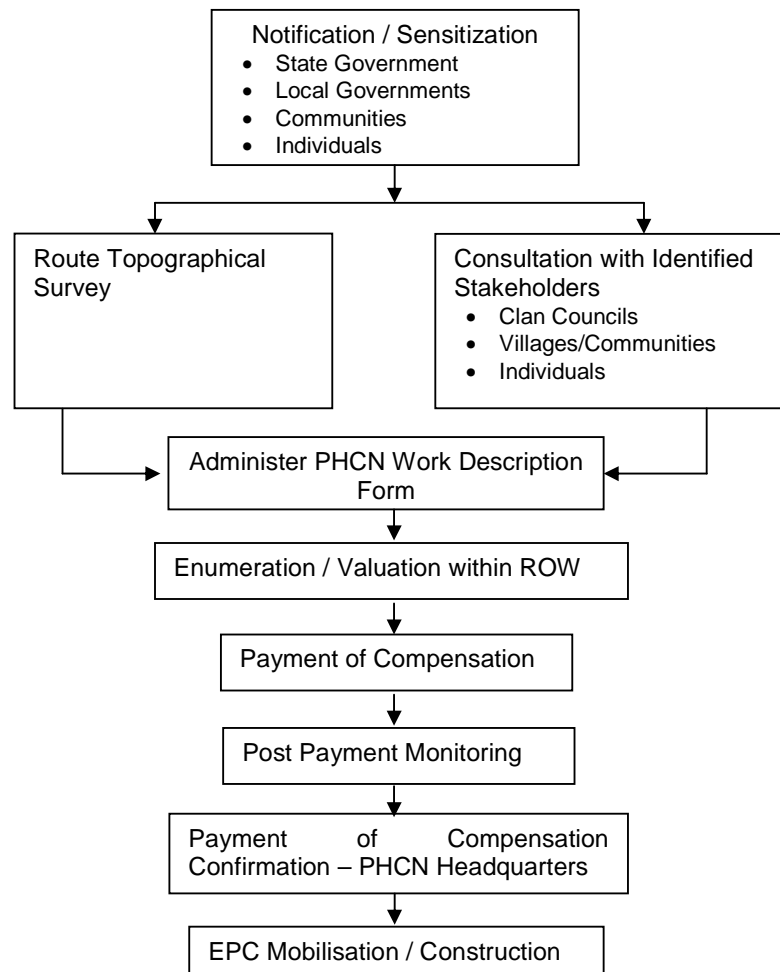 Notification / Sensitization
• State Government
• Local Governments
• Communities
• Individuals
Route Topographical
Survey
Consultation with Identified
Stakeholders
• Clan Councils
• Villages/Communities
• Individuals
Administer PHCN Work Description
Form
Enumeration / Valuation within ROW
Payment of Compensation
Post Payment Monitoring
Payment of Compensation
Confirmation – PHCN Headquarters
EPC Mobilisation / Construction